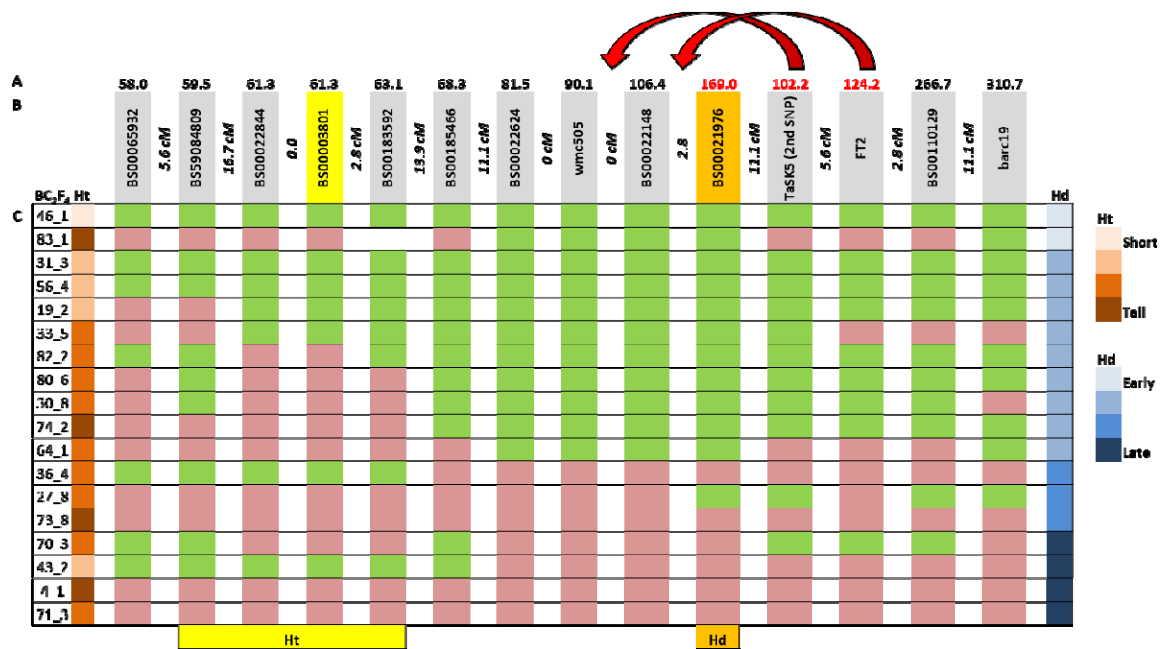 A 58.0 59.5 61.3 61.3 63.1 68.3 81.5 90.1 106.4 169.0 102.2 124.2 266.7 310.7
B BS00065932 5.6 cM BS9084809 16.7 cM BS00022844 0.0 BS00003801 2.8 cM BS00183592 13.9 cM BS00185466 11.1 cM BS00022624 0 cM wmc505 0 cM BS00022148 2.8 BS00021976 11.1 cM TaSK5 (2nd SNP) 5.6 cM FT2 2.8 cM BS00110129 11.1 cM barc19
BC2F4 Ht Hd
C 46_1
83_1
31_3
56_4
19_2
33_5
82_2
80_6
30_8
74_2
64_1
36_4
27_8
73_8
70_3
43_2
4_1
71_3
Ht Hd
Ht
Short
Tall
Hd
Early
Late